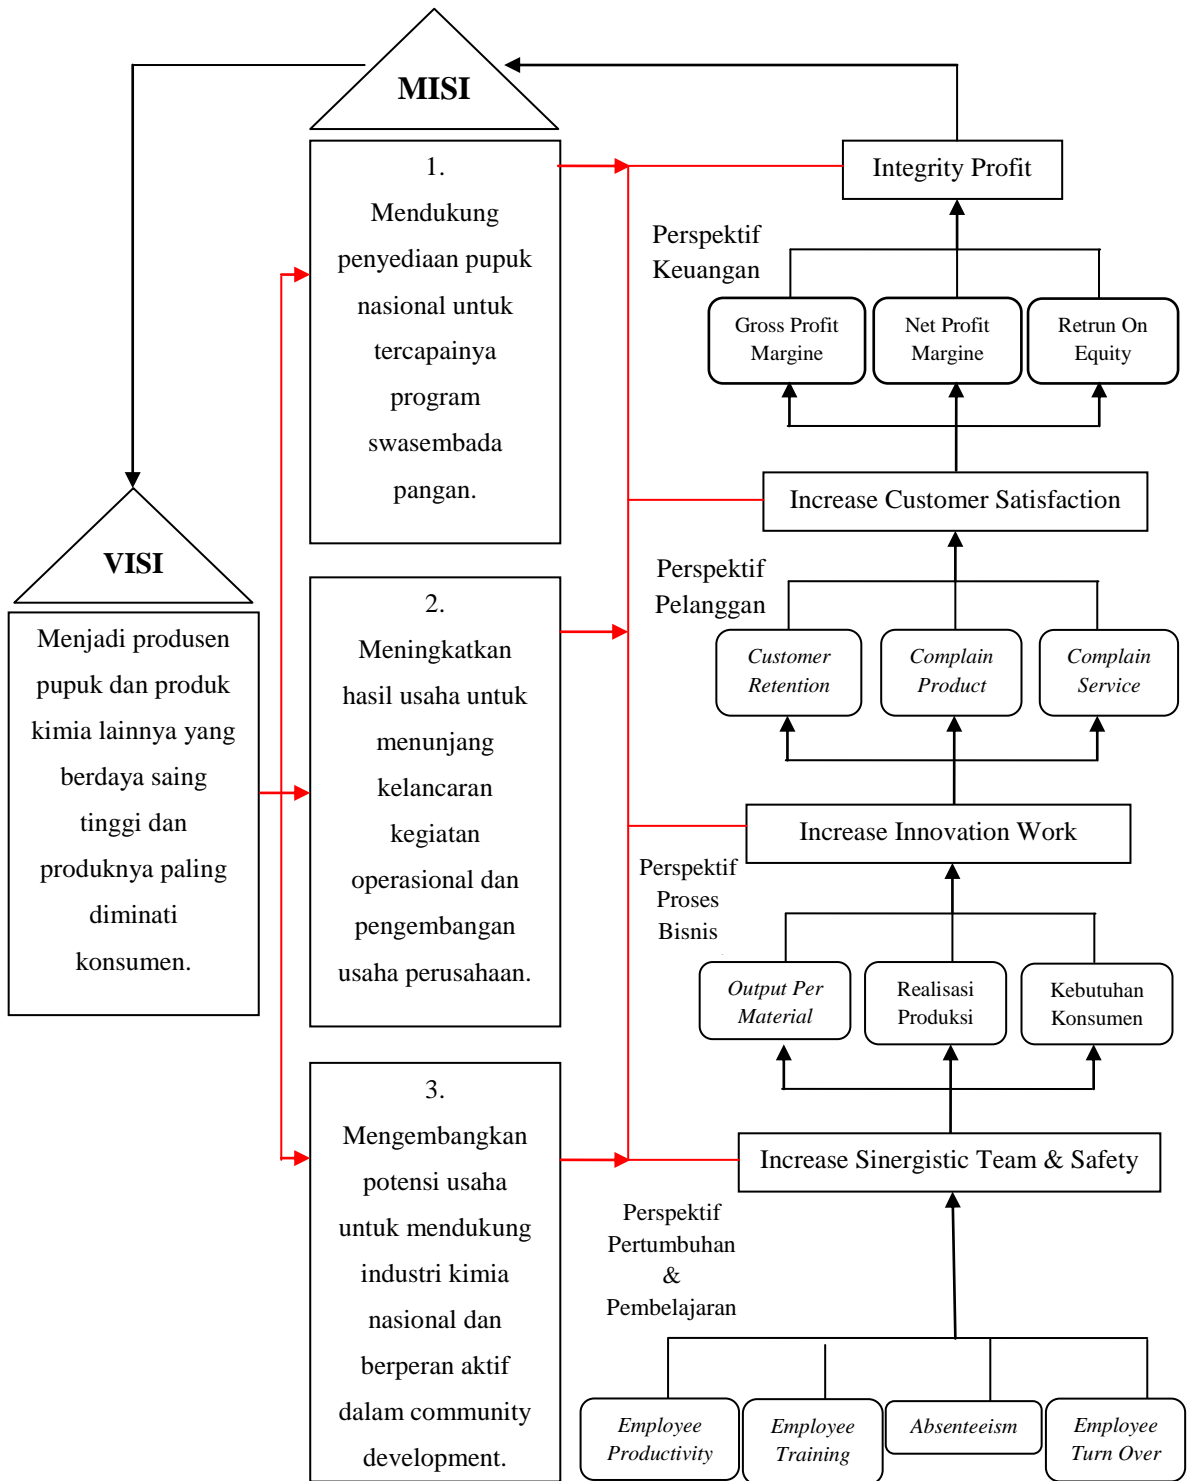 MISI
1.
Mendukung
penyediaan pupuk
nasional untuk
tercapainya
program
swasembada
pangan.
VISI
Menjadi produsen
pupuk dan produk
kimia lainnya yang
berdaya saing
tinggi dan
produknya paling
diminati
konsumen.
2.
Meningkatkan
hasil usaha untuk
menunjang
kelancaran
kegiatan
operasional dan
pengembangan
usaha perusahaan.
3.
Mengembangkan
potensi usaha
untuk mendukung
industri kimia
nasional dan
berperan aktif
dalam community
development.
Integrity Profit
Perspektif
Keuangan
Gross Profit
Margine
Net Profit
Margine
Retrun On
Equity
Increase Customer Satisfaction
Perspektif
Pelanggan
Customer
Retention
Complain
Product
Complain
Service
Increase Innovation Work
Perspektif
Proses
Bisnis
Output Per
Material
Realisasi
Produksi
Kebutuhan
Konsumen
Increase Sinergistic Team & Safety
Perspektif
Pertumbuhan
&
Pembelajaran
Employee
Productivity
Employee
Training
Absenteeism
Employee
Turn Over